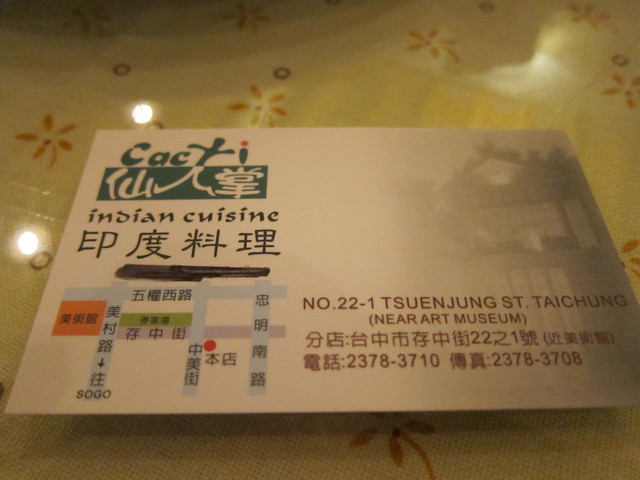 Cacti
仙人掌
indian cuisine
印度料理
五權西路
美術館
停車場
存中街
美村路
往
SOGO
中美街
本店
忠明南路
NO.22-1 TSUENJUNG ST. TAICHUNG
(NEAR ART MUSEUM)
分店:台中市存中街22之1號 (近美術館)
電話:2378-3710 傳真:2378-3708